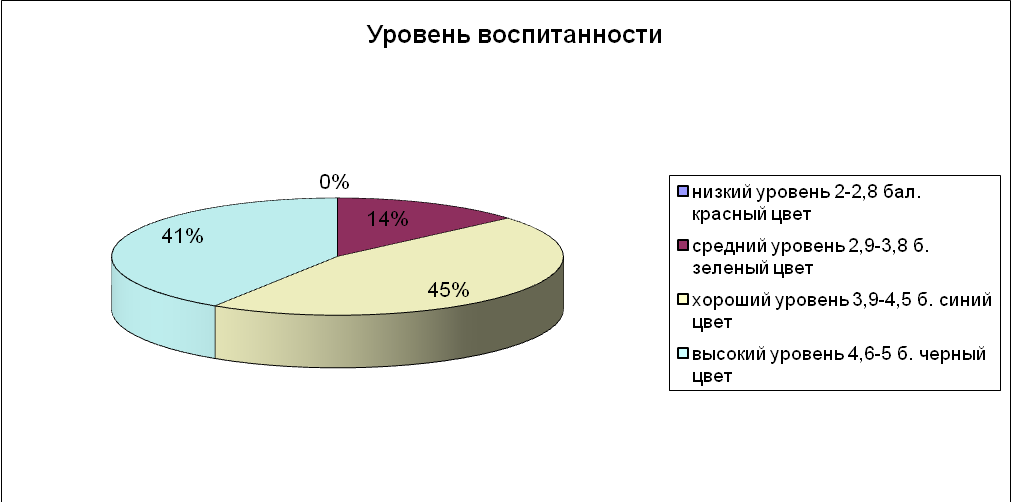 Уровень воспитанности
0%
14%
41%
45%
низкий уровень 2-2,8 бал.
красный цвет
средний уровень 2,9-3,8 б.
зеленый цвет
хороший уровень 3,9-4,5 б. синий
цвет
высокий уровень 4,6-5 б. черный
цвет